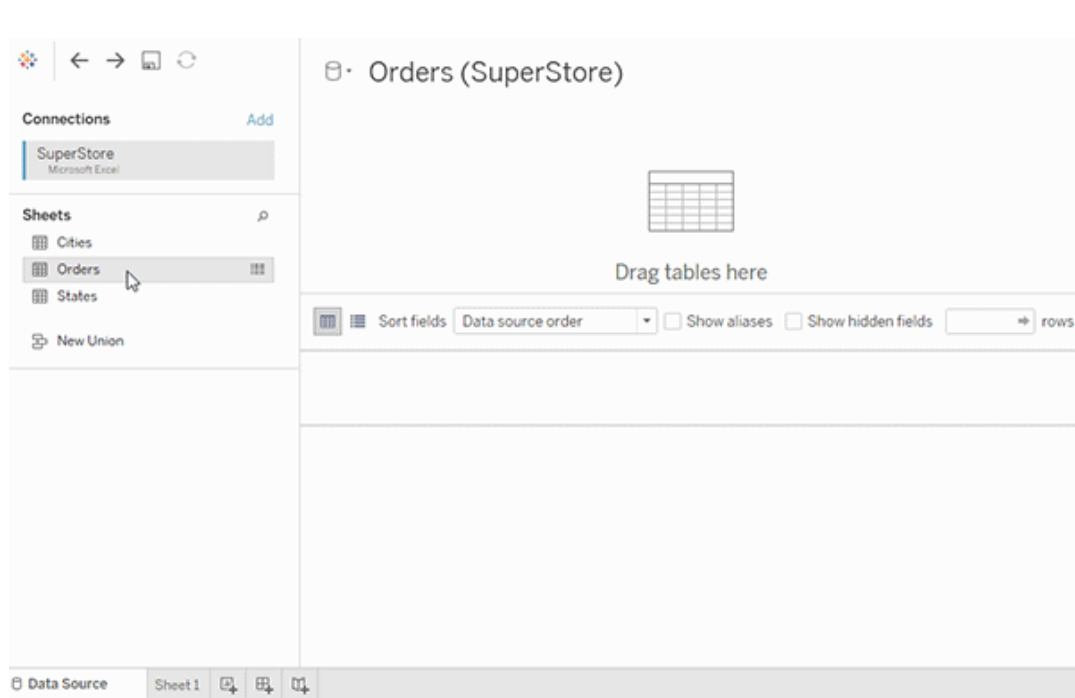 Orders (SuperStore)
Connections
Add
SuperStore
Microsoft Excel
Sheets
Cities
Orders
States
New Union
Drag tables here
Sort fields Data source order Show aliases Show hidden fields rows
Data Source Sheet 1